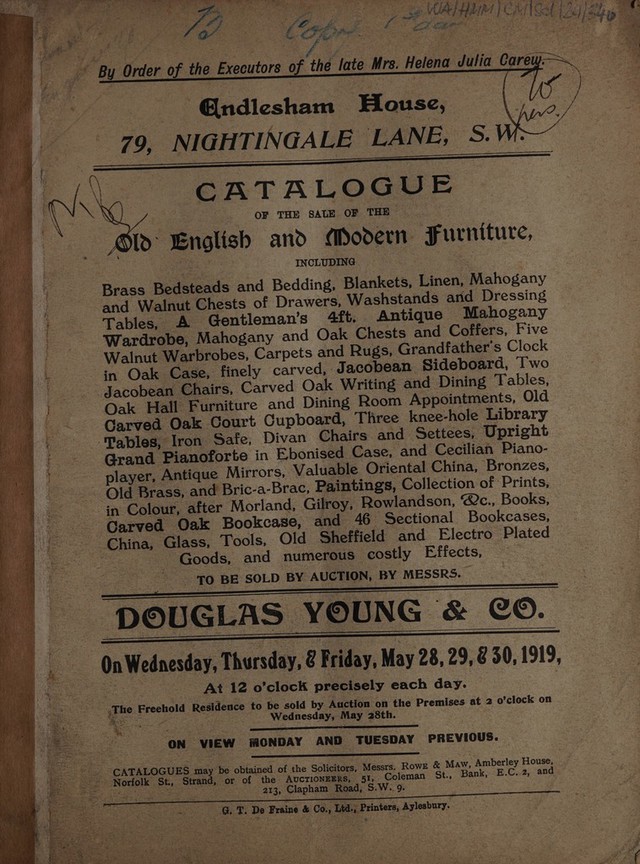 WA/HMM/CM/Sal/24/346
By Order of the Executors of the late Mrs. Helena Julia Carew.
Endlesham House,
79, NIGHTINGALE LANE, S.W.
CATALOGUE
OF THE SALE OF THE
Old English and Modern Furniture,
INCLUDING
Brass Bedsteads and Bedding, Blankets, Linen, Mahogany
and Walnut Chests of Drawers, Washstands and Dressing
Tables, A Gentleman's 4ft. Antique Mahogany
Wardrobe, Mahogany and Oak Chests and Coffers, Five
Walnut Warbrobes, Carpets and Rugs, Grandfather's Clock
in Oak Case, finely carved, Jacobean Sideboard, Two
Jacobean Chairs, Carved Oak Writing and Dining Tables,
Oak Hall Furniture and Dining Room Appointments, Old
Carved Oak Court Cupboard, Three knee-hole Library
Tables, Iron Safe, Divan Chairs and Settees, Upright
Grand Pianoforte in Ebonised Case, and Cecilian Piano-
player, Antique Mirrors, Valuable Oriental China, Bronzes,
Old Brass, and Bric-a-Brac, Paintings, Collection of Prints,
in Colour, after Morland, Gilroy, Rowlandson, &c., Books,
Carved Oak Bookcase, and 46 Sectional Bookcases,
China, Glass, Tools, Old Sheffield and Electro Plated
Goods, and numerous costly Effects,
TO BE SOLD BY AUCTION, BY MESSRS.
DOUGLAS YOUNG & CO.
On Wednesday, Thursday, & Friday, May 28, 29, & 30, 1919,
At 12 o'clock precisely each day.
The Freehold Residence to be sold by Auction on the Premises at 2 o'clock on
Wednesday, May 28th.
ON VIEW MONDAY AND TUESDAY PREVIOUS.
CATALOGUES may be obtained of the Solicitors, Messrs. ROWE & MAW, Amberley House,
Norfolk St., Strand, or of the AUCTIONEERS, 51, Coleman St., Bank, E.C. 2, and
213, Clapham Road, S.W. 9.
G. T. De Fraine & Co., Ltd., Printers, Aylesbury.